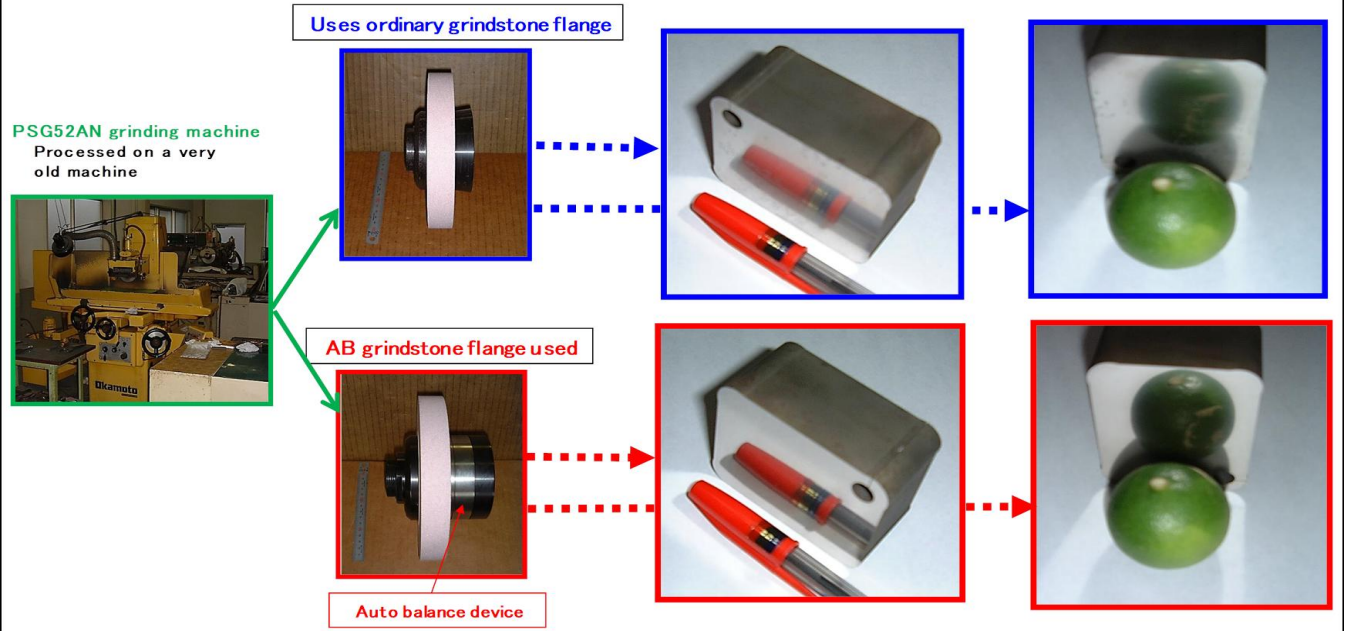 Uses ordinary grindstone flange
PSG52AN grinding machine
Processed on a very
old machine
Okamoto
AB grindstone flange used
Auto balance device